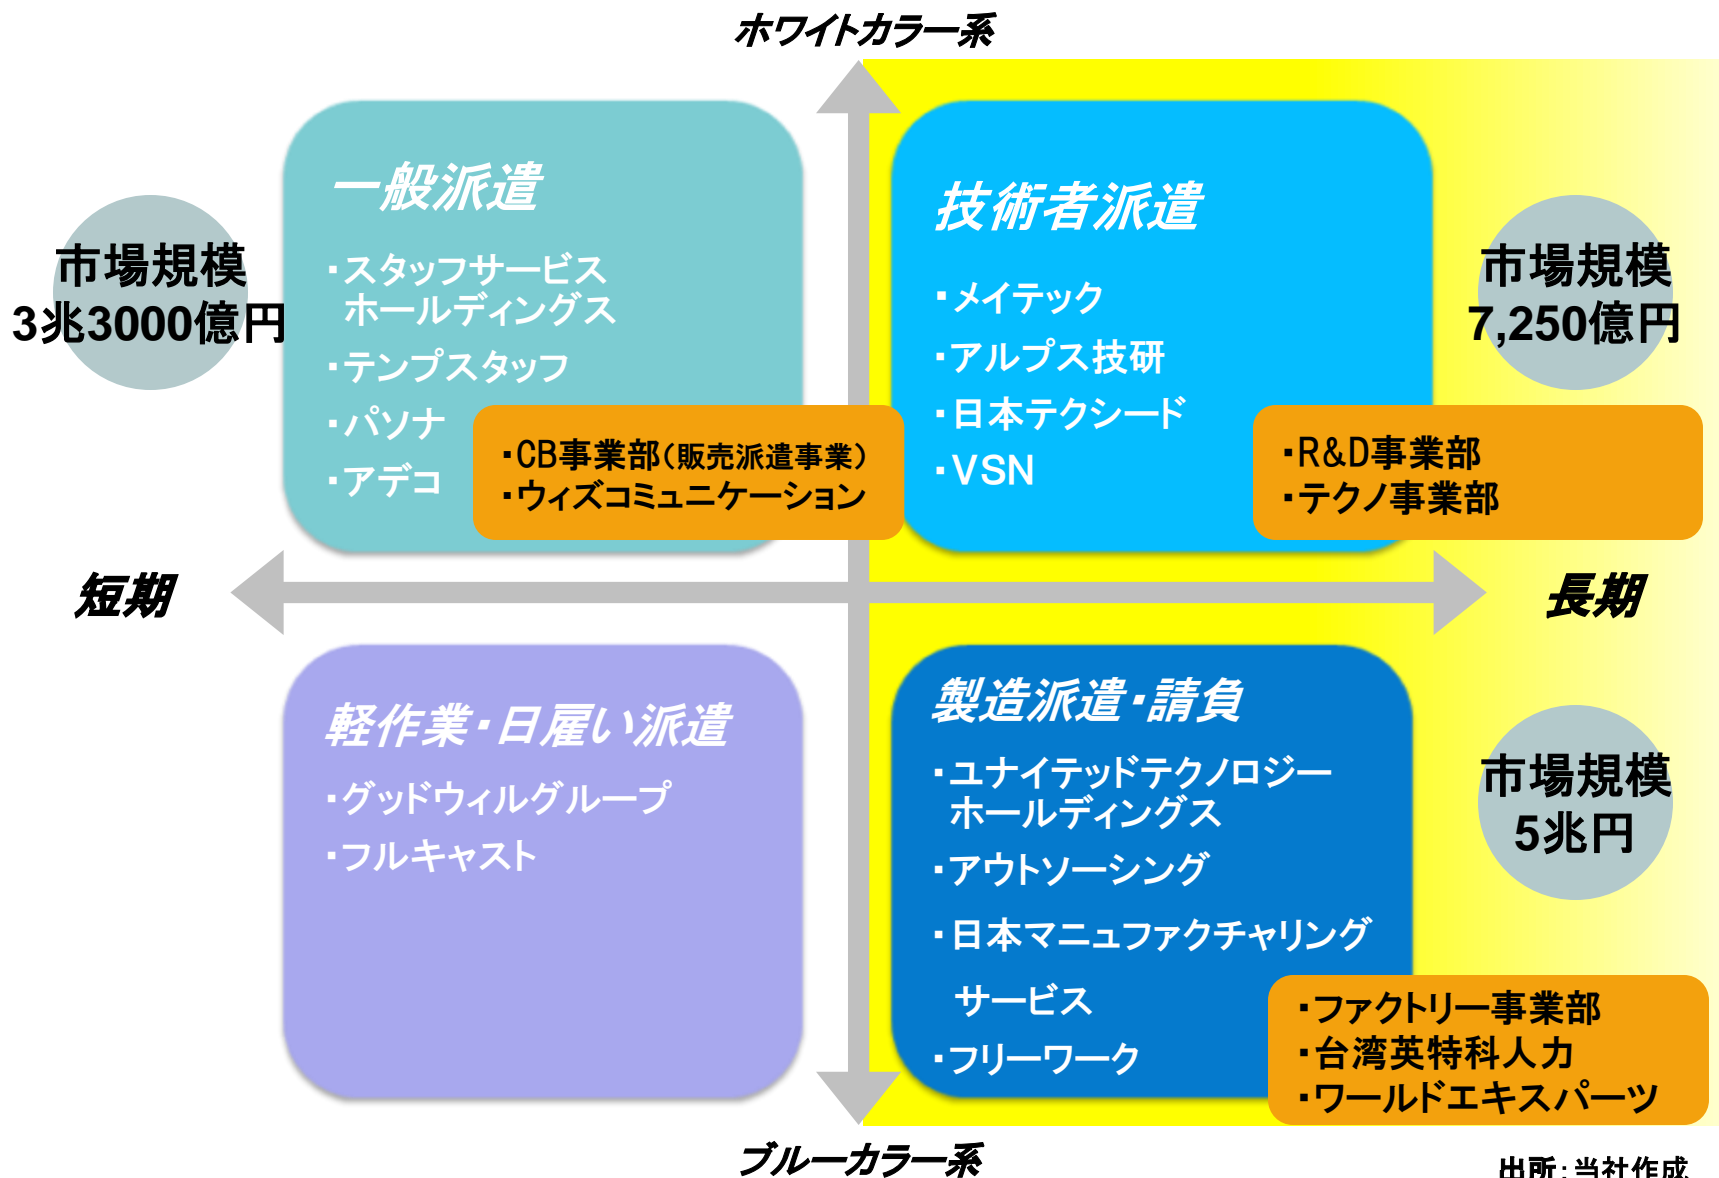 ホワイトカラー系
一般派遣
・スタッフサービス
ホールディングス
・テンプスタッフ
・パソナ
・アデコ
市場規模
3兆3000億円
・CB事業部（販売派遣事業）
・ウィズコミュニケーション
技術者派遣
・メイテック
・アルプス技研
・日本テクシード
・VSN
市場規模
7,250億円
・R&D事業部
・テクノ事業部
短期
長期
軽作業・日雇い派遣
・グッドウィルグループ
・フルキャスト
製造派遣・請負
・ユナイテッドテクノロジー
ホールディングス
・アウトソーシング
・日本マニュファクチャリング
サービス
・フリーワーク
市場規模
5兆円
・ファクトリー事業部
・台湾英特科人力
・ワールドエキスパーツ
ブルーカラー系
出所：当社作成